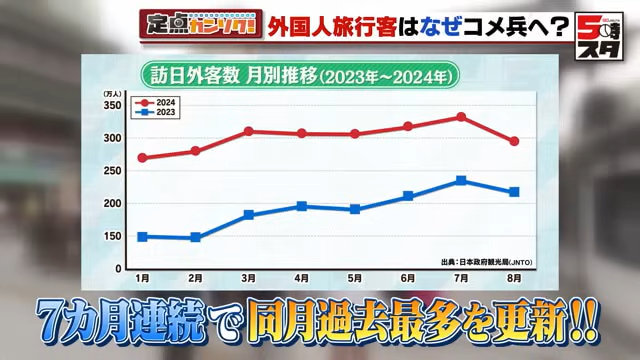 定点カンソク!!
外国人旅行客はなぜコメ兵へ?
5時スタ
訪日外客数 月別推移(2023年〜2024年)
(万人)
350
300
250
200
150
100
50
0
2024
2023
1月
2月
3月
4月
5月
6月
7月
8月
出典:日本政府観光局(JNTO)
7カ月連続で同月過去最多を更新!!